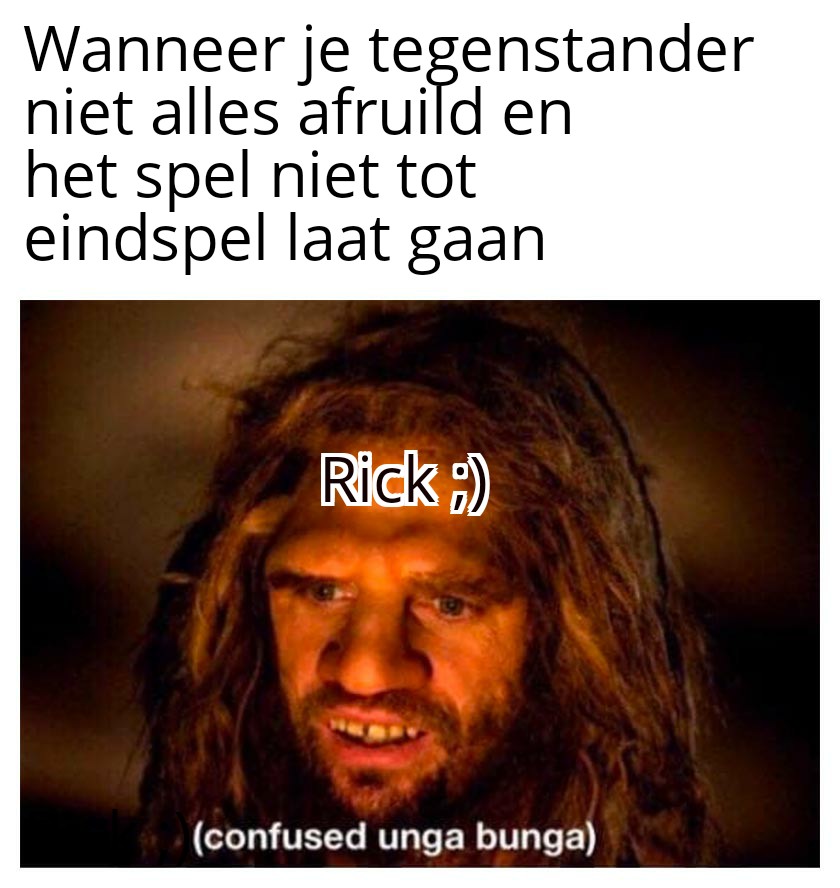 Wanneer je tegenstander
niet alles afruild en
het spel niet tot
eindspel laat gaan
Rick ;)
(confused unga bunga)